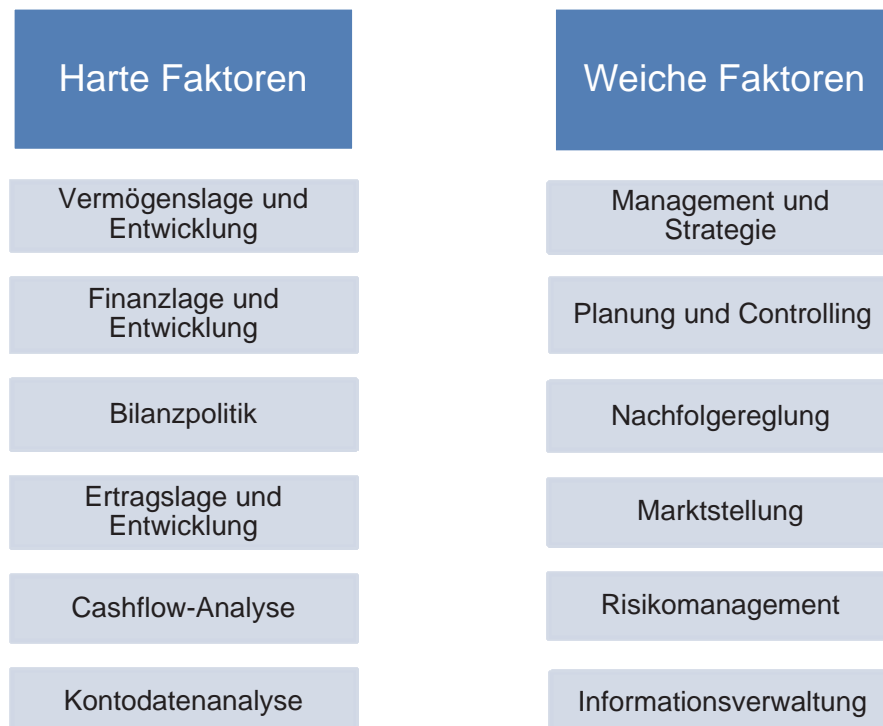 Harte Faktoren
Vermögenslage und
Entwicklung
Finanzlage und
Entwicklung
Bilanzpolitik
Ertragslage und
Entwicklung
Cashflow-Analyse
Kontodatenanalyse
Weiche Faktoren
Management und
Strategie
Planung und Controlling
Nachfolgereglung
Marktstellung
Risikomanagement
Informationsverwaltung